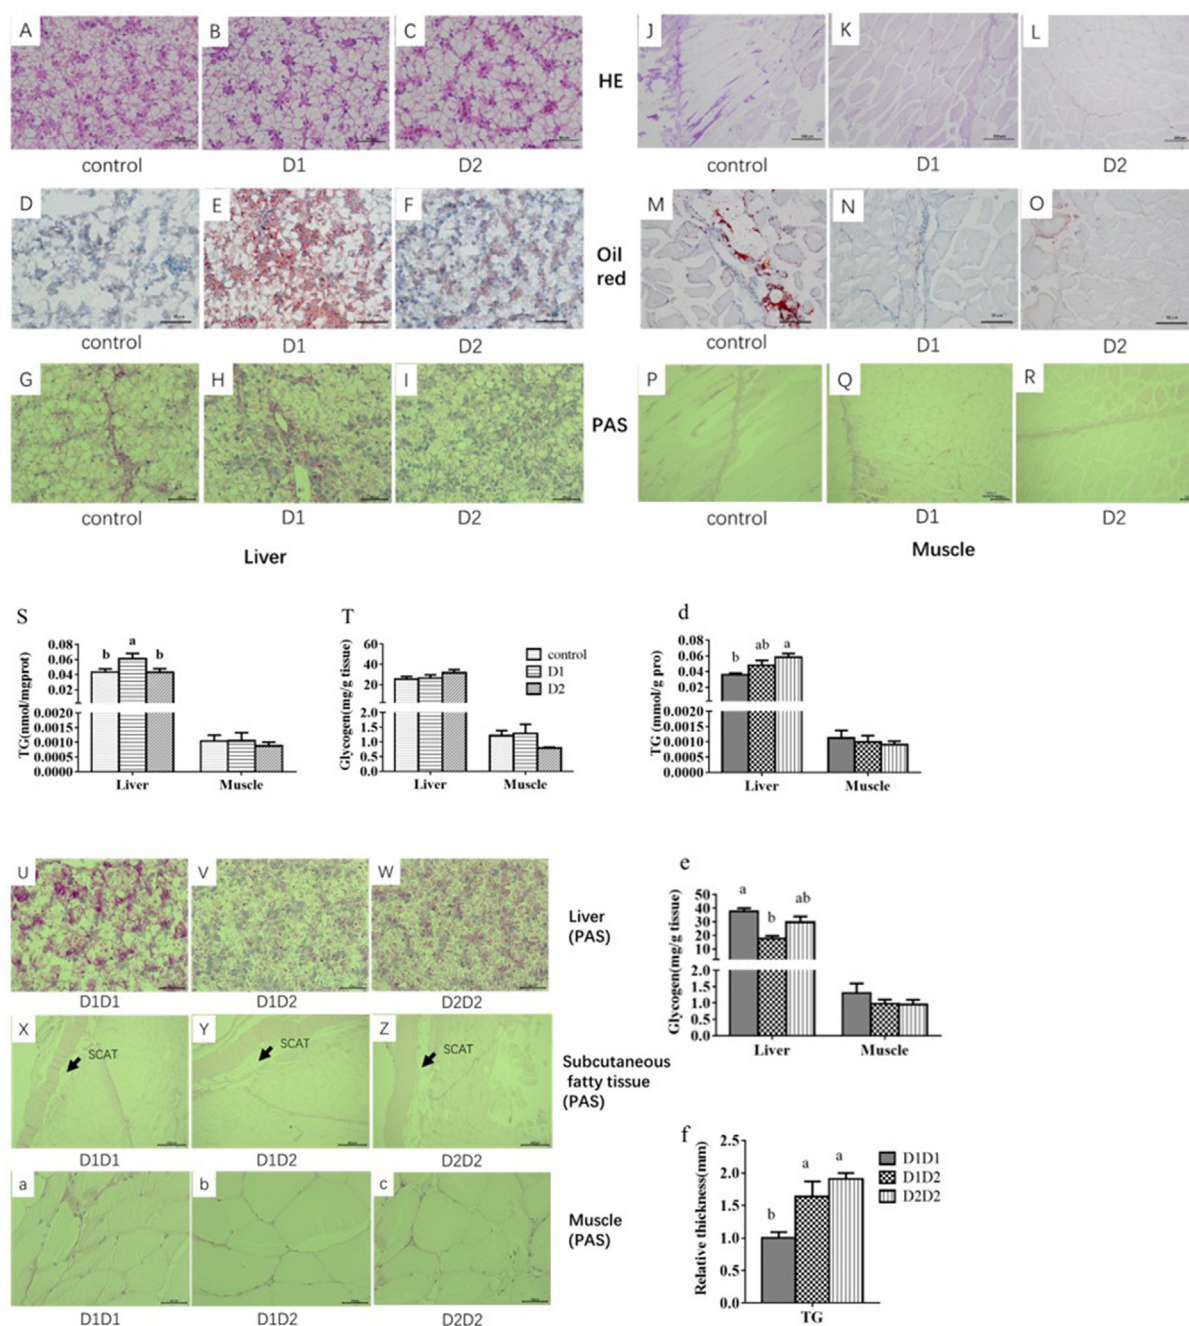 A
B
C
HE
J
K
L
control
D1
D2
control
D1
D2
D
E
F
Oil
red
M
N
O
control
D1
D2
control
D1
D2
G
H
I
PAS
P
Q
R
control
D1
D2
control
D1
D2
Liver
Muscle
S
TG(nmol/mgprot)
0.08
0.06
0.04
0.0020
0.0015
0.0010
0.0005
0.0000
b
a
b
Liver
Muscle
T
Glycogen(mg/g tissue)
60
40
20
2.0
1.5
1.0
0.5
0.0
Liver
Muscle
control
D1
D2
d
TG (mmol/g pro)
0.08
0.06
0.04
0.0020
0.0015
0.0010
0.0005
0.0000
b
ab
a
Liver
Muscle
U
V
W
Liver
(PAS)
D1D1
D1D2
D2D2
X
SCAT
Y
SCAT
Z
SCAT
Subcutaneous
fatty tissue
(PAS)
D1D1
D1D2
D2D2
a
b
c
Muscle
(PAS)
D1D1
D1D2
D2D2
e
Glycogen(mg/g tissue)
50
40
30
20
10
2.0
1.5
1.0
0.5
0.0
a
b
ab
Liver
Muscle
f
Relative thickness(mm)
2.5
2.0
1.5
1.0
0.5
0.0
b
a
a
TG
D1D1
D1D2
D2D2